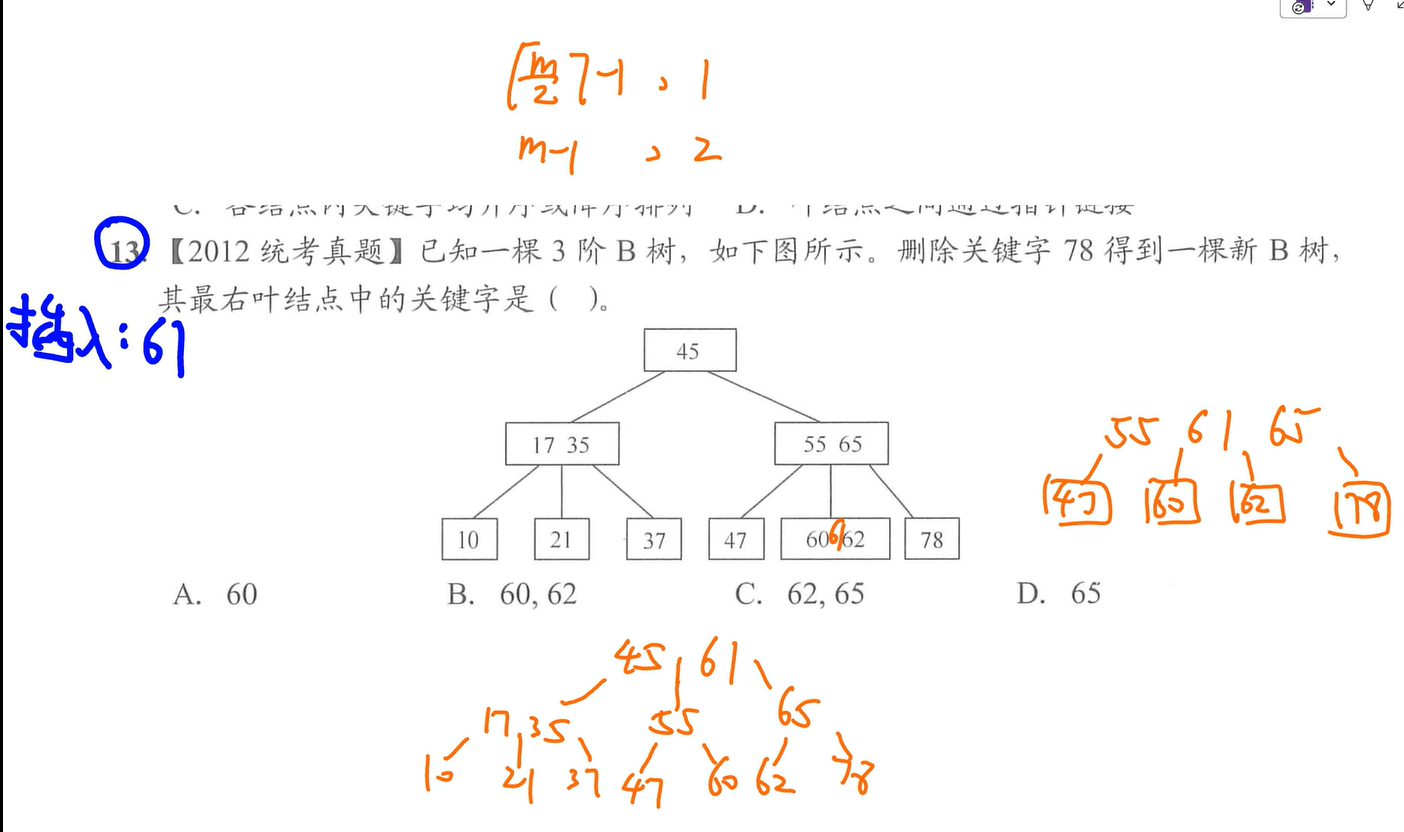 ⌈m/2⌉-1 , 1
m-1 , 2
C. 各结点内关键字均升序或降序排列 D. 叶结点之间通过指针链接
13.【2012 统考真题】已知一棵 3 阶 B 树，如下图所示。删除关键字 78 得到一棵新 B 树，
其最右叶结点中的关键字是（ ）。
插入：61
45
17 35 55 65
55 61 65
47 60 62 78
10 21 37 47 60 61 62 78
A. 60 B. 60, 62 C. 62, 65 D. 65
45 61
17,35 55 65
10 21 37 47 60 62 78